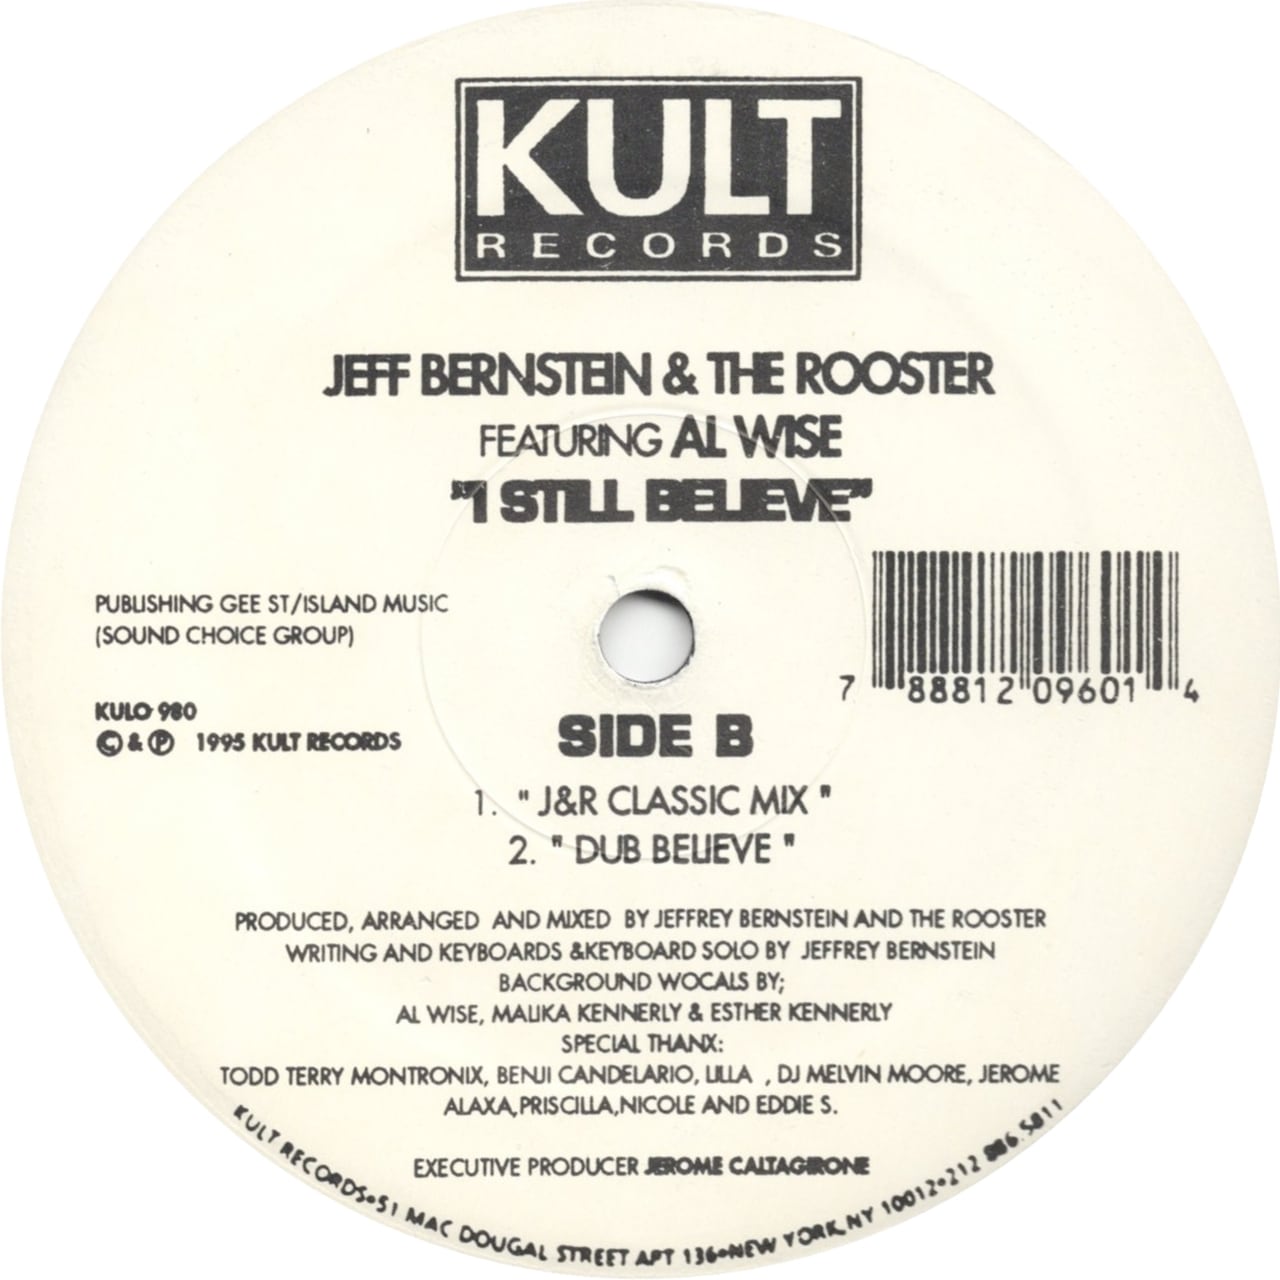 KULT
RECORDS
JEFF BERNSTEIN & THE ROOSTER
FEATURING AL WISE
"I STILL BELIEVE"
PUBLISHING GEE ST/ISLAND MUSIC
(SOUND CHOICE GROUP)
KULO 980
© & ℗ 1995 KULT RECORDS
7 88812 09601 4
SIDE B
1. " J&R CLASSIC MIX "
2. " DUB BELIEVE "
PRODUCED, ARRANGED AND MIXED BY JEFFREY BERNSTEIN AND THE ROOSTER
WRITING AND KEYBOARDS &KEYBOARD SOLO BY JEFFREY BERNSTEIN
BACKGROUND WOCALS BY;
AL WISE, MALIKA KENNERLY & ESTHER KENNERLY
SPECIAL THANX:
TODD TERRY MONTRONIX, BENJI CANDELARIO, LILLA , DJ MELVIN MOORE, JEROME
ALAXA,PRISCILLA,NICOLE AND EDDIE S.
EXECUTIVE PRODUCER JEROME CALTAGIRONE
KULT RECORDS•51 MAC DOUGAL STREET APT 136•NEW YORK,NY 10012•212 886.5811